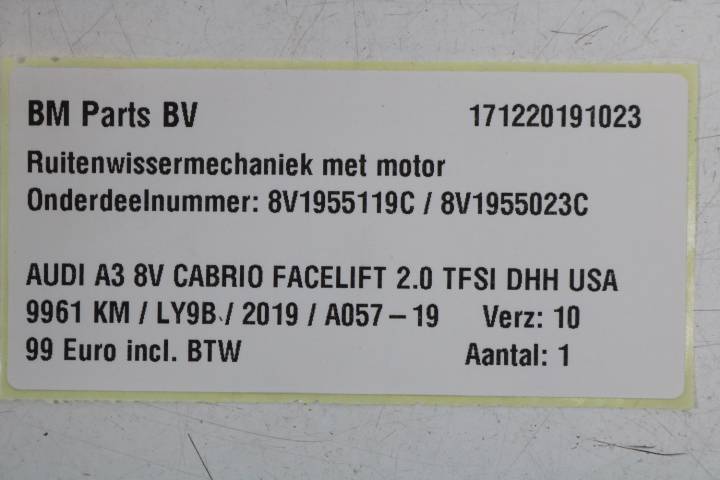 BM Parts BV 171220191023
Ruitenwissermechaniek met motor
Onderdeelnummer: 8V1955119C / 8V1955023C
AUDI A3 8V CABRIO FACELIFT 2.0 TFSI DHH USA
9961 KM / LY9B / 2019 / A057-19 Verz: 10
99 Euro incl. BTW Aantal: 1